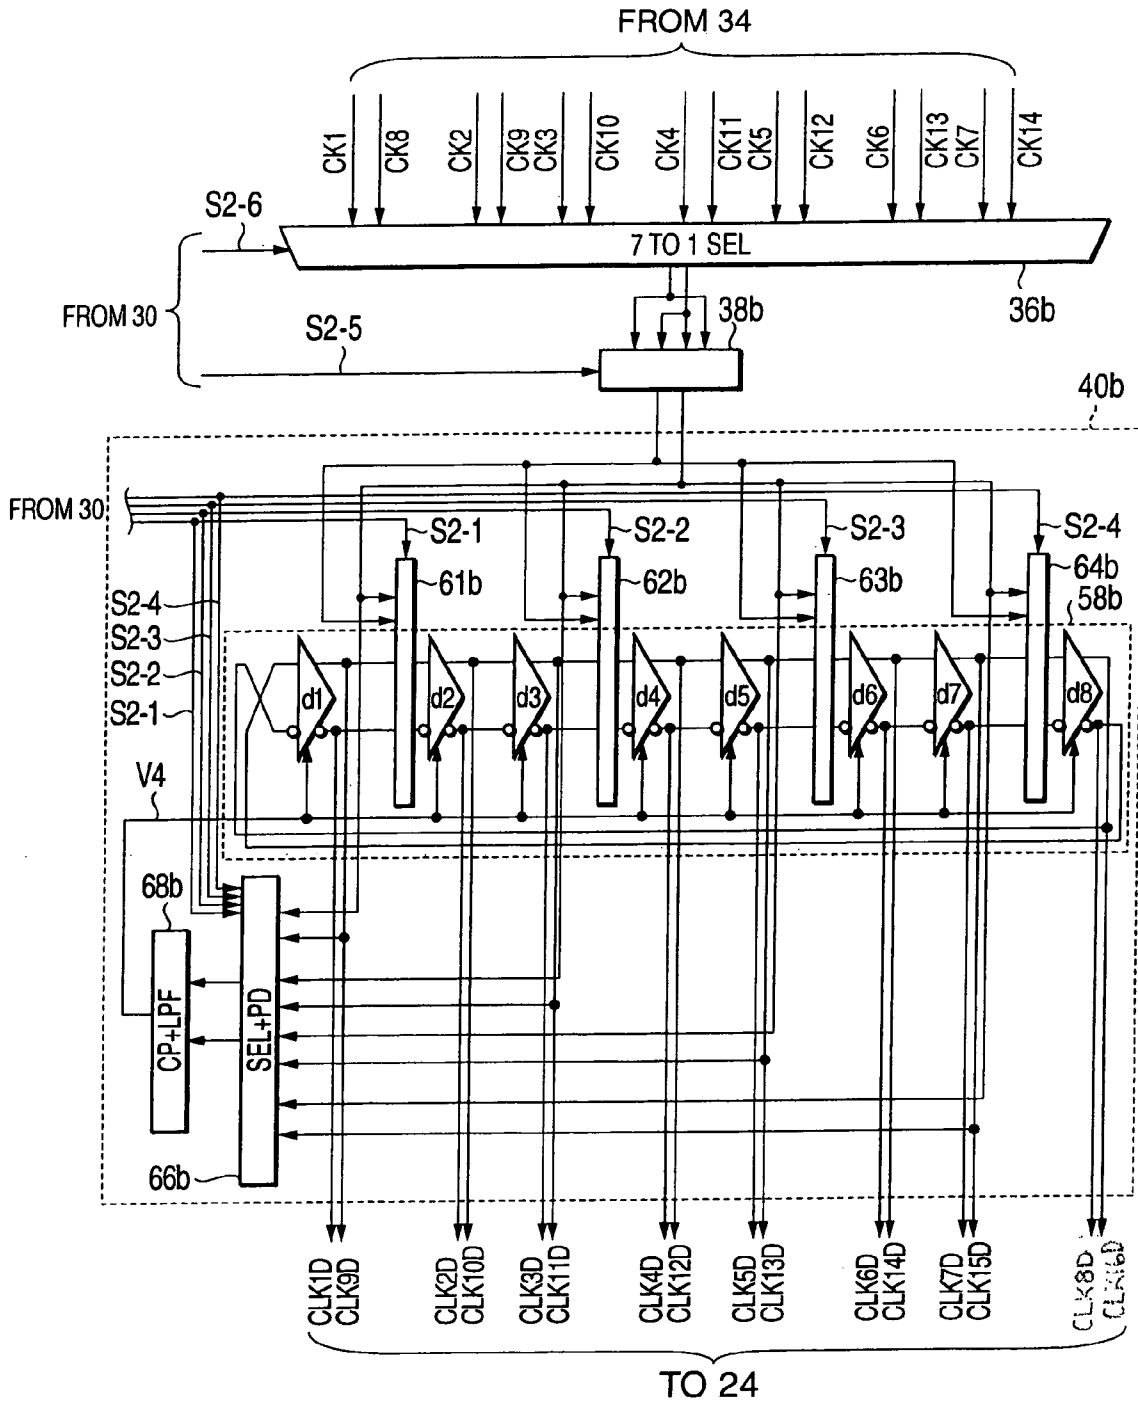 FROM 34
CK1
CK8
CK2
CK9
CK3
CK10
CK4
CK11
CK5
CK12
CK6
CK13
CK7
CK14
S2-6
7 TO 1 SEL
36b
FROM 30
S2-5
38b
40b
FROM 30
S2-1
S2-2
S2-3
S2-4
61b
62b
63b
64b
58b
S2-4
S2-3
S2-2
S2-1
d1
d2
d3
d4
d5
d6
d7
d8
V4
68b
CP+LPF
SEL+PD
66b
CLK1D
CLK9D
CLK2D
CLK10D
CLK3D
CLK11D
CLK4D
CLK12D
CLK5D
CLK13D
CLK6D
CLK14D
CLK7D
CLK15D
CLK8D
CLK16D
TO 24